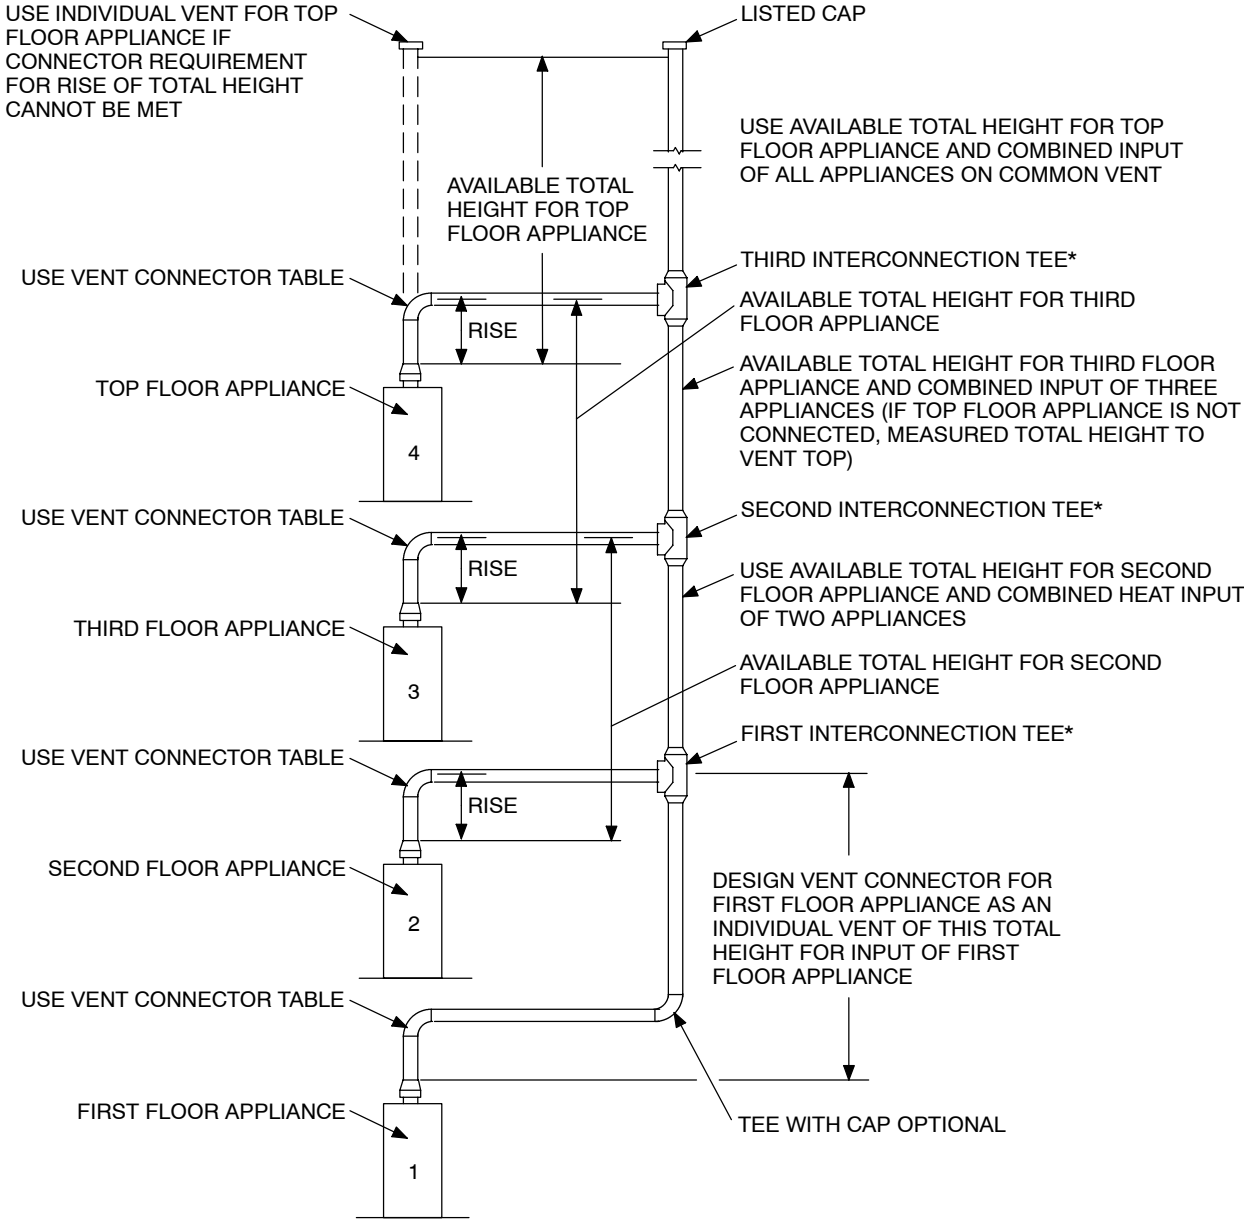 USE INDIVIDUAL VENT FOR TOP
FLOOR APPLIANCE IF
CONNECTOR REQUIREMENT
FOR RISE OF TOTAL HEIGHT
CANNOT BE MET
LISTED CAP
USE AVAILABLE TOTAL HEIGHT FOR TOP
FLOOR APPLIANCE AND COMBINED INPUT
OF ALL APPLIANCES ON COMMON VENT
AVAILABLE TOTAL
HEIGHT FOR TOP
FLOOR APPLIANCE
USE VENT CONNECTOR TABLE
THIRD INTERCONNECTION TEE*
AVAILABLE TOTAL HEIGHT FOR THIRD
FLOOR APPLIANCE
RISE
AVAILABLE TOTAL HEIGHT FOR THIRD FLOOR
APPLIANCE AND COMBINED INPUT OF THREE
APPLIANCES (IF TOP FLOOR APPLIANCE IS NOT
CONNECTED, MEASURED TOTAL HEIGHT TO
VENT TOP)
TOP FLOOR APPLIANCE
4
USE VENT CONNECTOR TABLE
SECOND INTERCONNECTION TEE*
RISE
USE AVAILABLE TOTAL HEIGHT FOR SECOND
FLOOR APPLIANCE AND COMBINED HEAT INPUT
OF TWO APPLIANCES
THIRD FLOOR APPLIANCE
3
AVAILABLE TOTAL HEIGHT FOR SECOND
FLOOR APPLIANCE
USE VENT CONNECTOR TABLE
FIRST INTERCONNECTION TEE*
RISE
SECOND FLOOR APPLIANCE
2
DESIGN VENT CONNECTOR FOR
FIRST FLOOR APPLIANCE AS AN
INDIVIDUAL VENT OF THIS TOTAL
HEIGHT FOR INPUT OF FIRST
FLOOR APPLIANCE
USE VENT CONNECTOR TABLE
FIRST FLOOR APPLIANCE
1
TEE WITH CAP OPTIONAL